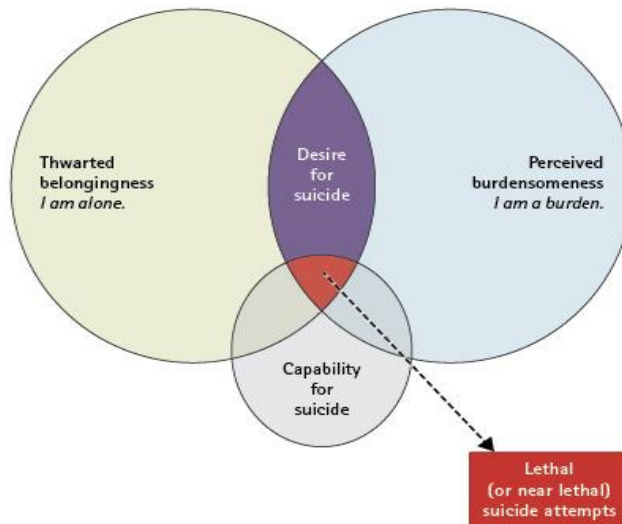 Thwarted
belongingness
I am alone.
Desire
for
suicide
Perceived
burdensomeness
I am a burden.
Capability
for
suicide
Lethal
(or near lethal)
suicide attempts